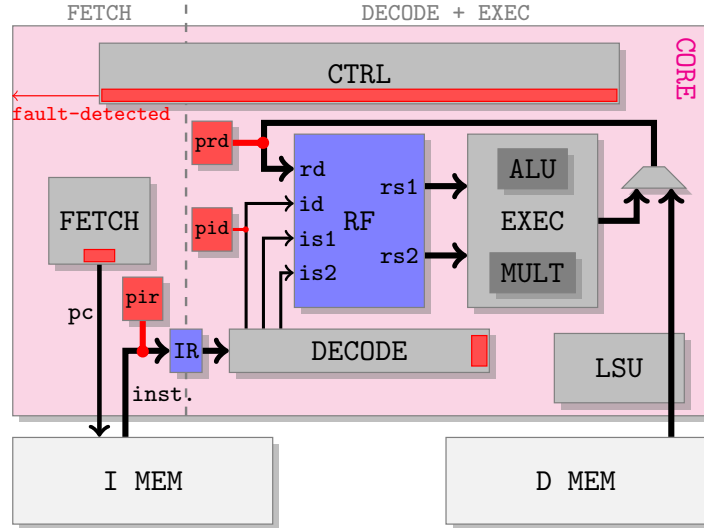 FETCH
DECODE + EXEC
CORE
CTRL
fault-detected
prd
rd
rs1
ALU
FETCH
pid
id
RF
EXEC
is1
rs2
is2
MULT
pir
pc
IR
DECODE
LSU
inst.
I MEM
D MEM